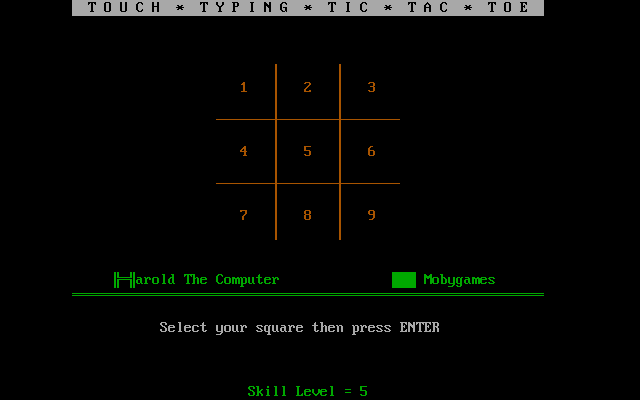 TOUCH * TYPING * TIC * TAC * TOE
1 2 3
4 5 6
7 8 9
╠═╣arold The Computer ███ Mobygames
Select your square then press ENTER
Skill Level = 5